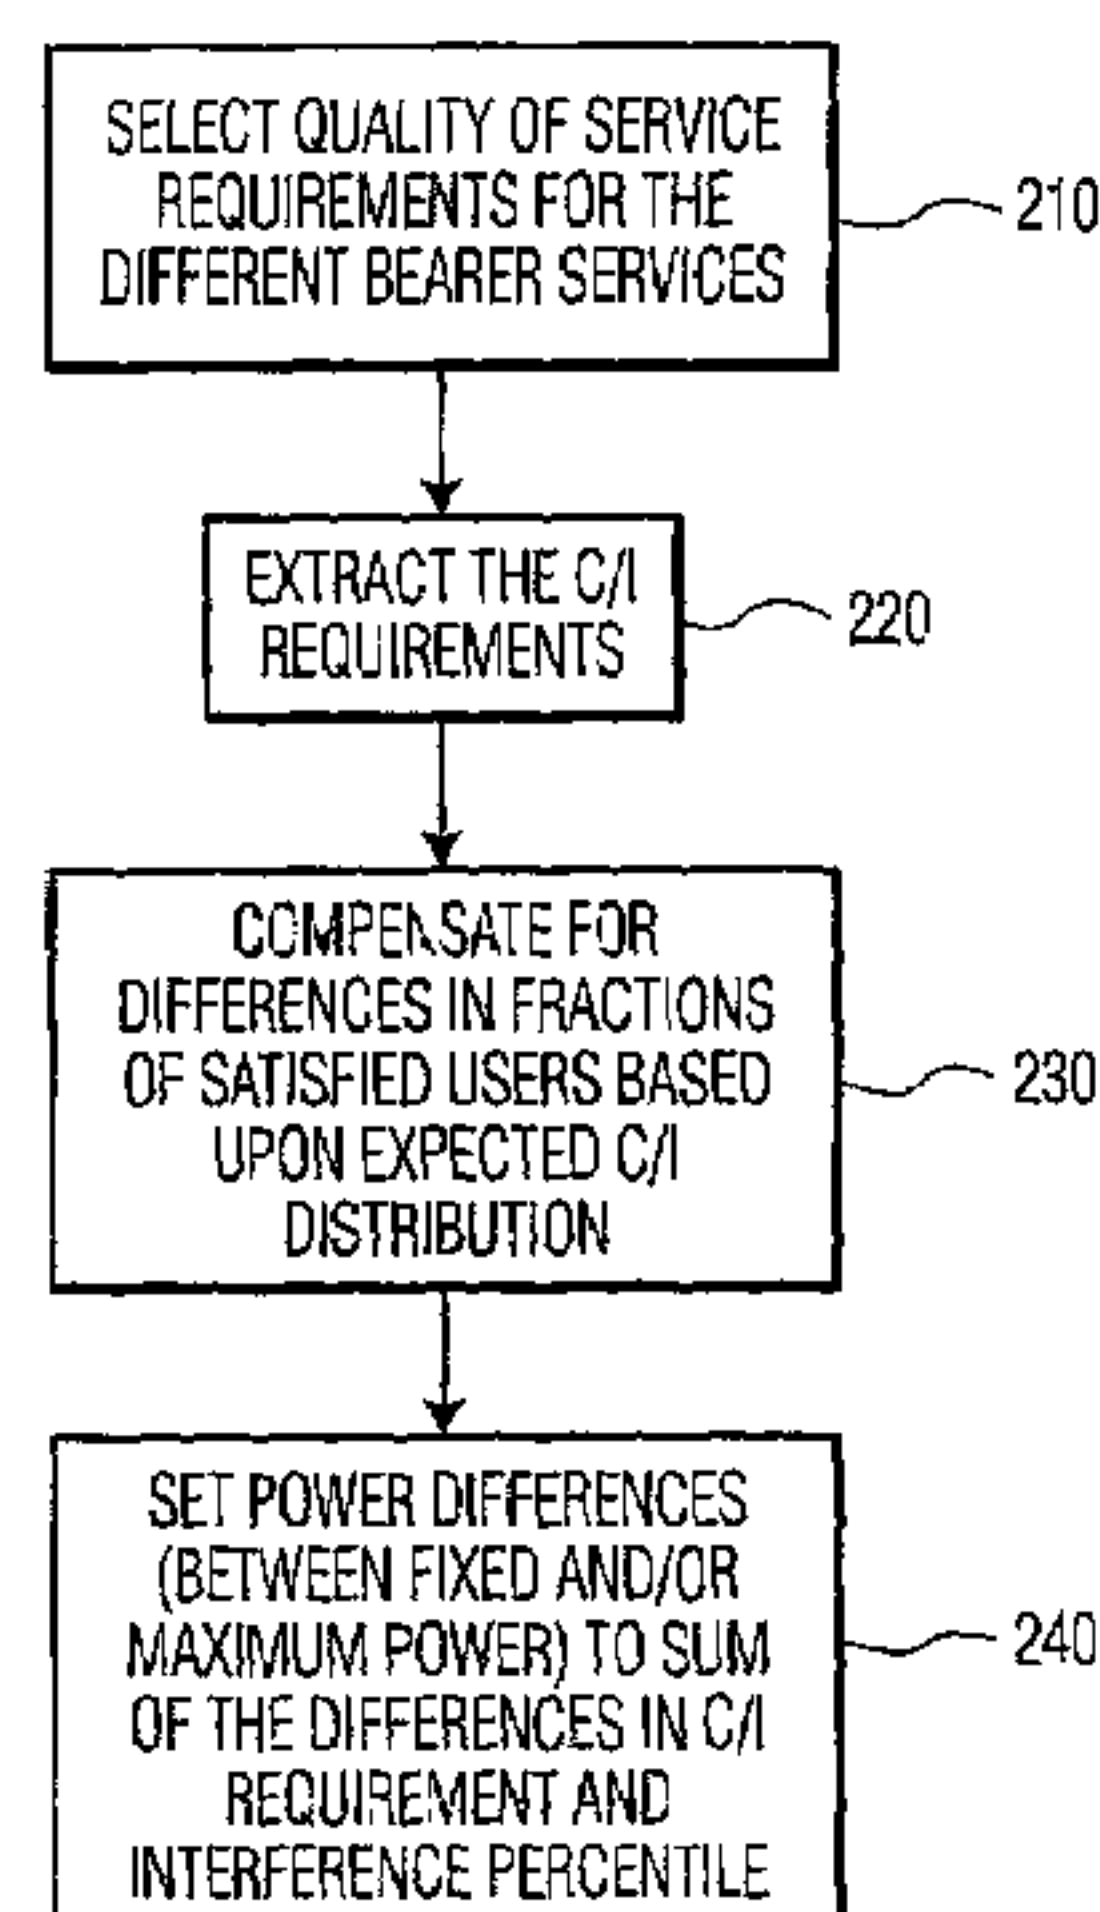 SELECT QUALITY OF SERVICE
REQUIREMENTS FOR THE
DIFFERENT BEARER SERVICES
210
EXTRACT THE C/I
REQUIREMENTS
220
COMPENSATE FOR
DIFFERENCES IN FRACTIONS
OF SATISFIED USERS BASED
UPON EXPECTED C/I
DISTRIBUTION
230
SET POWER DIFFERENCES
(BETWEEN FIXED AND/OR
MAXIMUM POWER) TO SUM
OF THE DIFFERENCES IN C/I
REQUIREMENT AND
INTERFERENCE PERCENTILE
240